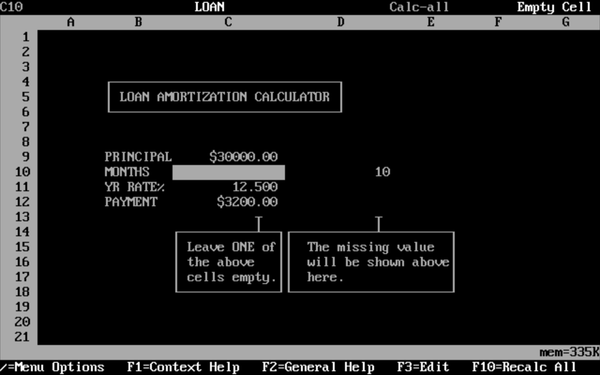 C10 LOAN Calc-all Empty Cell
A B C D E F G
1
2
3
4
5 LOAN AMORTIZATION CALCULATOR
6
7
8
9 PRINCIPAL $30000.00
10 MONTHS 10
11 YR RATE% 12.500
12 PAYMENT $3200.00
13
14
15 Leave ONE of The missing value
16 the above will be shown above
17 cells empty. here.
18
19
20
21
mem=335K
/=Menu Options F1=Context Help F2=General Help F3=Edit F10=Recalc All